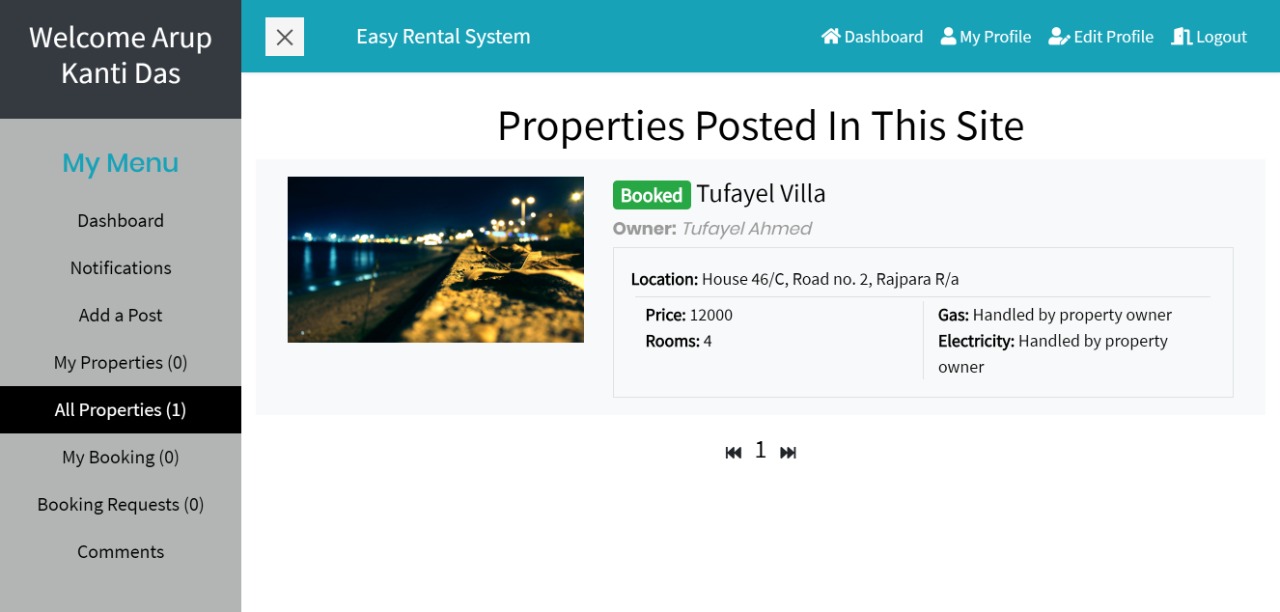 Welcome Arup
Kanti Das
My Menu
Dashboard
Notifications
Add a Post
My Properties (0)
All Properties (1)
My Booking (0)
Booking Requests (0)
Comments
Easy Rental System
Dashboard
My Profile
Edit Profile
Logout
Properties Posted In This Site
Booked Tufayel Villa
Owner: Tufayel Ahmed
Location: House 46/C, Road no. 2, Rajpara R/a
Price: 12000
Rooms: 4
Gas: Handled by property owner
Electricity: Handled by property
owner
1